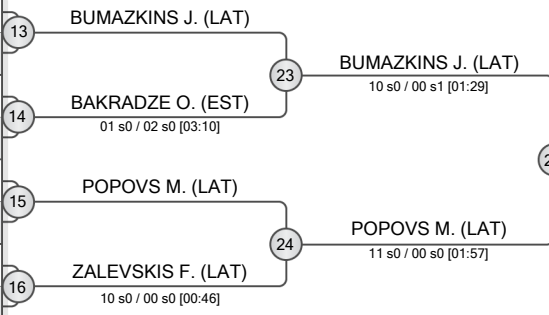 BUMAZKINS J. (LAT)
13
23
BUMAZKINS J. (LAT)
10 s0 / 00 s1 [01:29]
BAKRADZE O. (EST)
14
01 s0 / 02 s0 [03:10]
POPOVS M. (LAT)
15
24
POPOVS M. (LAT)
11 s0 / 00 s0 [01:57]
ZALEVSKIS F. (LAT)
16
10 s0 / 00 s0 [00:46]